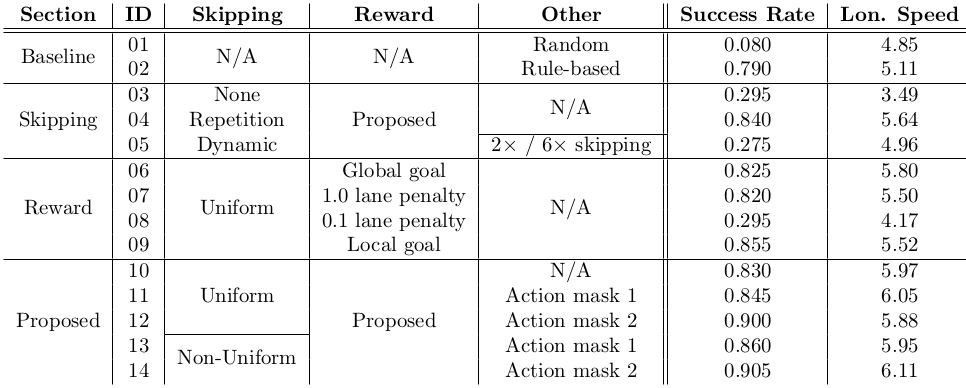 Section ID Skipping Reward Other Success Rate Lon. Speed
Baseline 01 N/A N/A Random 0.080 4.85
02 Rule-based 0.790 5.11
Skipping 03 None Proposed N/A 0.295 3.49
04 Repetition 0.840 5.64
05 Dynamic 2× / 6× skipping 0.275 4.96
Reward 06 Uniform Global goal N/A 0.825 5.80
07 1.0 lane penalty 0.820 5.50
08 0.1 lane penalty 0.295 4.17
09 Local goal 0.855 5.52
Proposed 10 Uniform Proposed N/A 0.830 5.97
11 Action mask 1 0.845 6.05
12 Action mask 2 0.900 5.88
13 Non-Uniform Action mask 1 0.860 5.95
14 Action mask 2 0.905 6.11